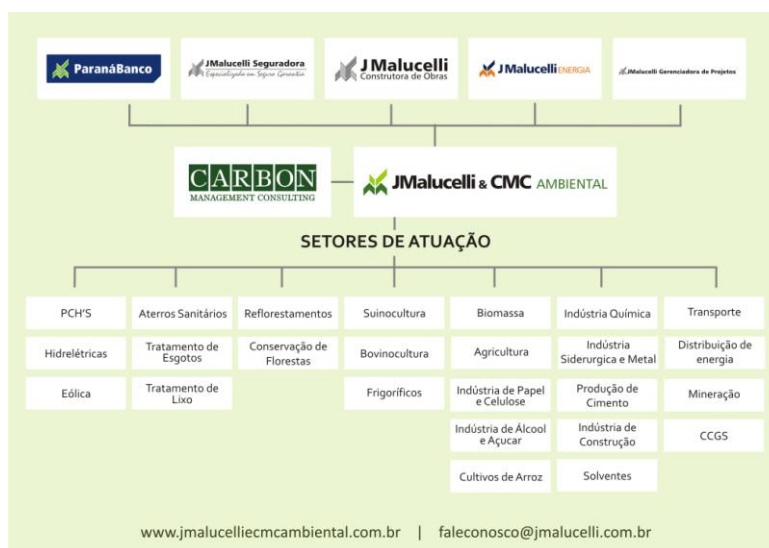 ParanáBanco
JMalucelli Seguradora
Especializada em Seguro Garantia
JMalucelli
Construtora de Obras
JMalucelli ENERGIA
JMalucelli Gerenciadora de Projetos
CARBON
MANAGEMENT CONSULTING
JMalucelli & CMC AMBIENTAL
SETORES DE ATUAÇÃO
PCH'S
Hidrelétricas
Eólica
Aterros Sanitários
Tratamento de
Esgotos
Tratamento de
Lixo
Reflorestamentos
Conservação de
Florestas
Suinocultura
Bovinocultura
Frigoríficos
Biomassa
Agricultura
Indústria de Papel
e Celulose
Indústria de Álcool
e Açucar
Cultivos de Arroz
Indústria Química
Indústria
Siderurgica e Metal
Produção de
Cimento
Indústria de
Construção
Solventes
Transporte
Distribuição de
energia
Mineração
CCGS
www.jmalucelliecmcambiental.com.br | faleconosco@jmalucelli.com.br